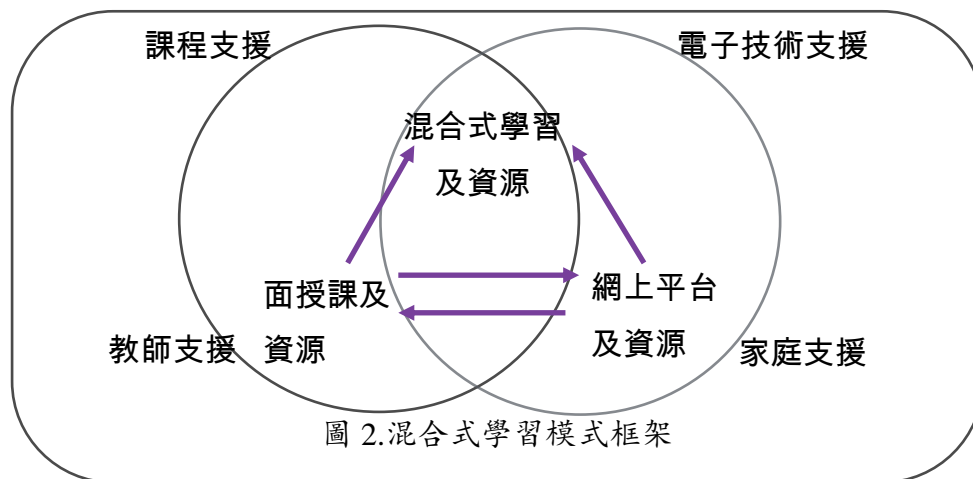 課程支援
電子技術支援
混合式學習
及資源
面授課及
資源
網上平台
及資源
教師支援
家庭支援
圖 2.混合式學習模式框架